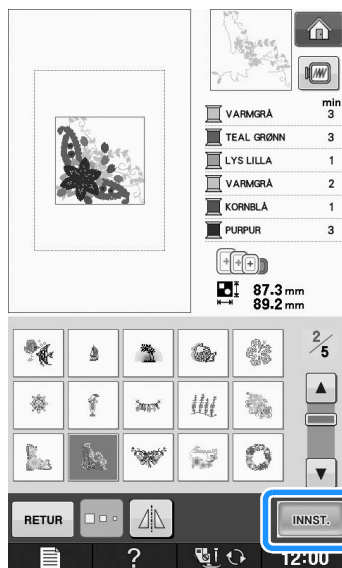 min
VARMGRÅ 3
TEAL GRØNN 3
LYS LILLA 1
VARMGRÅ 2
KORNBLÅ 1
PURPUR 3
87.3 mm
89.2 mm
2/5
RETUR
INNST.
?
12:00